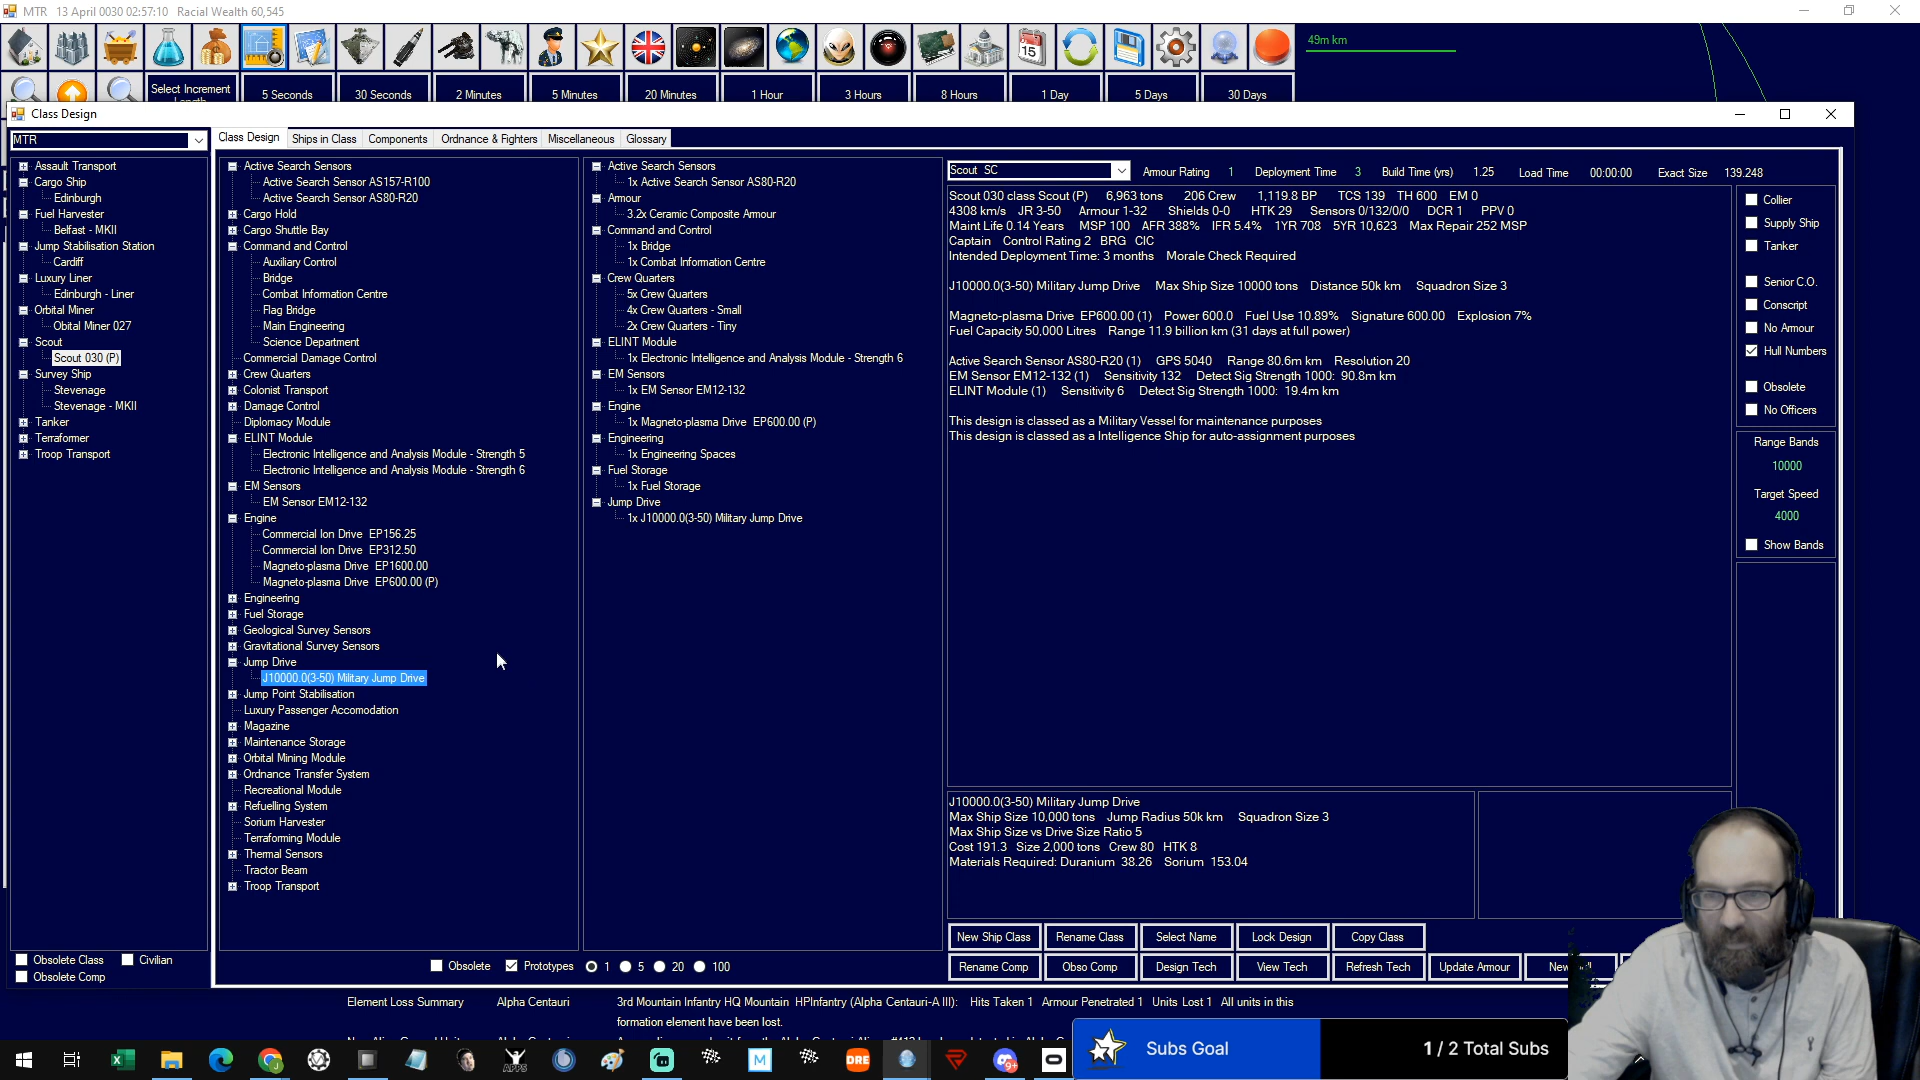 MTR   13 April 0030 02:57:10   Racial Wealth 60,545
49m km
Select Increment
5 Seconds
30 Seconds
2 Minutes
5 Minutes
20 Minutes
1 Hour
3 Hours
8 Hours
1 Day
5 Days
30 Days
Class Design
MTR
Assault Transport
Cargo Ship
Edinburgh
Fuel Harvester
Belfast - MKII
Jump Stabilisation Station
Cardiff
Luxury Liner
Edinburgh - Liner
Orbital Miner
Obital Miner 027
Scout
Scout 030 (P)
Survey Ship
Stevenage
Stevenage - MKII
Tanker
Terraformer
Troop Transport
Obsolete Class
Civilian
Obsolete Comp
Class Design
Ships in Class
Components
Ordnance & Fighters
Miscellaneous
Glossary
Active Search Sensors
Active Search Sensor AS157-R100
Active Search Sensor AS80-R20
Cargo Hold
Cargo Shuttle Bay
Command and Control
Auxiliary Control
Bridge
Combat Information Centre
Flag Bridge
Main Engineering
Science Department
Commercial Damage Control
Crew Quarters
Colonist Transport
Damage Control
Diplomacy Module
ELINT Module
Electronic Intelligence and Analysis Module - Strength 5
Electronic Intelligence and Analysis Module - Strength 6
EM Sensors
EM Sensor EM12-132
Engine
Commercial Ion Drive  EP156.25
Commercial Ion Drive  EP312.50
Magneto-plasma Drive  EP1600.00
Magneto-plasma Drive  EP600.00 (P)
Engineering
Fuel Storage
Geological Survey Sensors
Gravitational Survey Sensors
Jump Drive
J10000.0(3-50) Military Jump Drive
Jump Point Stabilisation
Luxury Passenger Accomodation
Magazine
Maintenance Storage
Orbital Mining Module
Ordnance Transfer System
Recreational Module
Refuelling System
Sorium Harvester
Terraforming Module
Thermal Sensors
Tractor Beam
Troop Transport
Active Search Sensors
1x Active Search Sensor AS80-R20
Armour
3.2x Ceramic Composite Armour
Command and Control
1x Bridge
1x Combat Information Centre
Crew Quarters
5x Crew Quarters
4x Crew Quarters - Small
2x Crew Quarters - Tiny
ELINT Module
1x Electronic Intelligence and Analysis Module - Strength 6
EM Sensors
1x EM Sensor EM12-132
Engine
1x Magneto-plasma Drive  EP600.00 (P)
Engineering
1x Engineering Spaces
Fuel Storage
1x Fuel Storage
Jump Drive
1x J10000.0(3-50) Military Jump Drive
Obsolete
Prototypes
1
5
20
100
Scout  SC
Armour Rating   1   Deployment Time   3   Build Time (yrs)   1.25   Load Time   00:00:00   Exact Size   139.248
Scout 030 class Scout (P)   6,963 tons   206 Crew   1,119.8 BP   TCS 139   TH 600   EM 0
4308 km/s   JR 3-50   Armour 1-32   Shields 0-0   HTK 29   Sensors 0/132/0/0   DCR 1   PPV 0
Maint Life 0.14 Years   MSP 100   AFR 388%   IFR 5.4%   1YR 708   5YR 10,623   Max Repair 252 MSP
Captain   Control Rating 2   BRG   CIC
Intended Deployment Time: 3 months   Morale Check Required
J10000.0(3-50) Military Jump Drive   Max Ship Size 10000 tons   Distance 50k km   Squadron Size 3
Magneto-plasma Drive  EP600.00 (1)   Power 600.0   Fuel Use 10.89%   Signature 600.00   Explosion 7%
Fuel Capacity 50,000 Litres   Range 11.9 billion km (31 days at full power)
Active Search Sensor AS80-R20 (1)   GPS 5040   Range 80.6m km   Resolution 20
EM Sensor EM12-132 (1)   Sensitivity 132   Detect Sig Strength 1000:  90.8m km
ELINT Module (1)   Sensitivity 6   Detect Sig Strength 1000:  19.4m km
This design is classed as a Military Vessel for maintenance purposes
This design is classed as a Intelligence Ship for auto-assignment purposes
Collier
Supply Ship
Tanker
Senior C.O.
Conscript
No Armour
Hull Numbers
Obsolete
No Officers
Range Bands
10000
Target Speed
4000
Show Bands
J10000.0(3-50) Military Jump Drive
Max Ship Size 10,000 tons   Jump Radius 50k km   Squadron Size 3
Max Ship Size vs Drive Size Ratio 5
Cost 191.3   Size 2,000 tons   Crew 80   HTK 8
Materials Required: Duranium  38.26   Sorium  153.04
New Ship Class
Rename Class
Select Name
Lock Design
Copy Class
Rename Comp
Obso Comp
Design Tech
View Tech
Refresh Tech
Update Armour
Element Loss Summary   Alpha Centauri   3rd Mountain Infantry HQ Mountain  HPInfantry (Alpha Centauri-A III):   Hits Taken 1   Armour Penetrated 1   Units Lost 1   All units in this
formation element have been lost.
Subs Goal
1 / 2 Total Subs